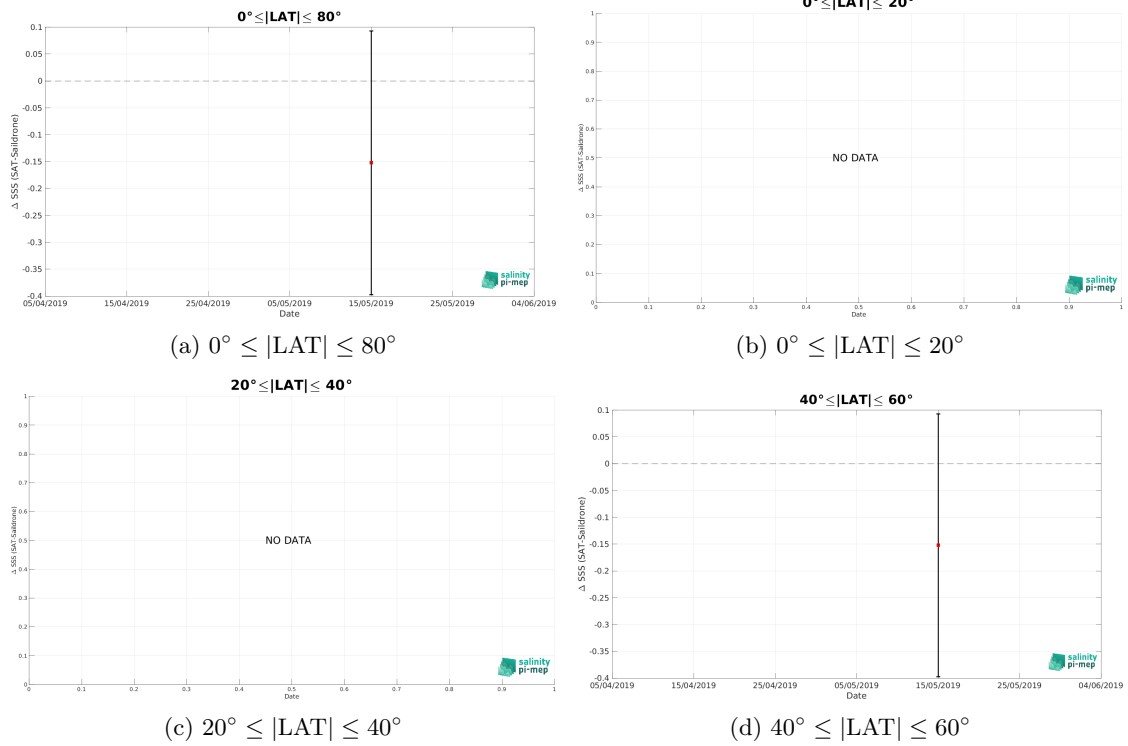 0°≤|LAT|≤ 80°
0.1
0.05
0
-0.05
-0.1
-0.15
-0.2
-0.25
-0.3
-0.35
-0.4
Δ SSS (SAT-Saildrone)
05/04/2019 15/04/2019 25/04/2019 05/05/2019 15/05/2019 25/05/2019 04/06/2019
Date
salinity
pi-mep
(a) 0° ≤ |LAT| ≤ 80°
0°≤|LAT|≤ 20°
1
0.9
0.8
0.7
0.6
0.5
0.4
0.3
0.2
0.1
0
Δ SSS (SAT-Saildrone)
NO DATA
0 0.1 0.2 0.3 0.4 0.5 0.6 0.7 0.8 0.9 1
Date
salinity
pi-mep
(b) 0° ≤ |LAT| ≤ 20°
20°≤|LAT|≤ 40°
1
0.9
0.8
0.7
0.6
0.5
0.4
0.3
0.2
0.1
0
Δ SSS (SAT-Saildrone)
NO DATA
0 0.1 0.2 0.3 0.4 0.5 0.6 0.7 0.8 0.9 1
Date
salinity
pi-mep
(c) 20° ≤ |LAT| ≤ 40°
40°≤|LAT|≤ 60°
0.1
0.05
0
-0.05
-0.1
-0.15
-0.2
-0.25
-0.3
-0.35
-0.4
Δ SSS (SAT-Saildrone)
05/04/2019 15/04/2019 25/04/2019 05/05/2019 15/05/2019 25/05/2019 04/06/2019
Date
salinity
pi-mep
(d) 40° ≤ |LAT| ≤ 60°